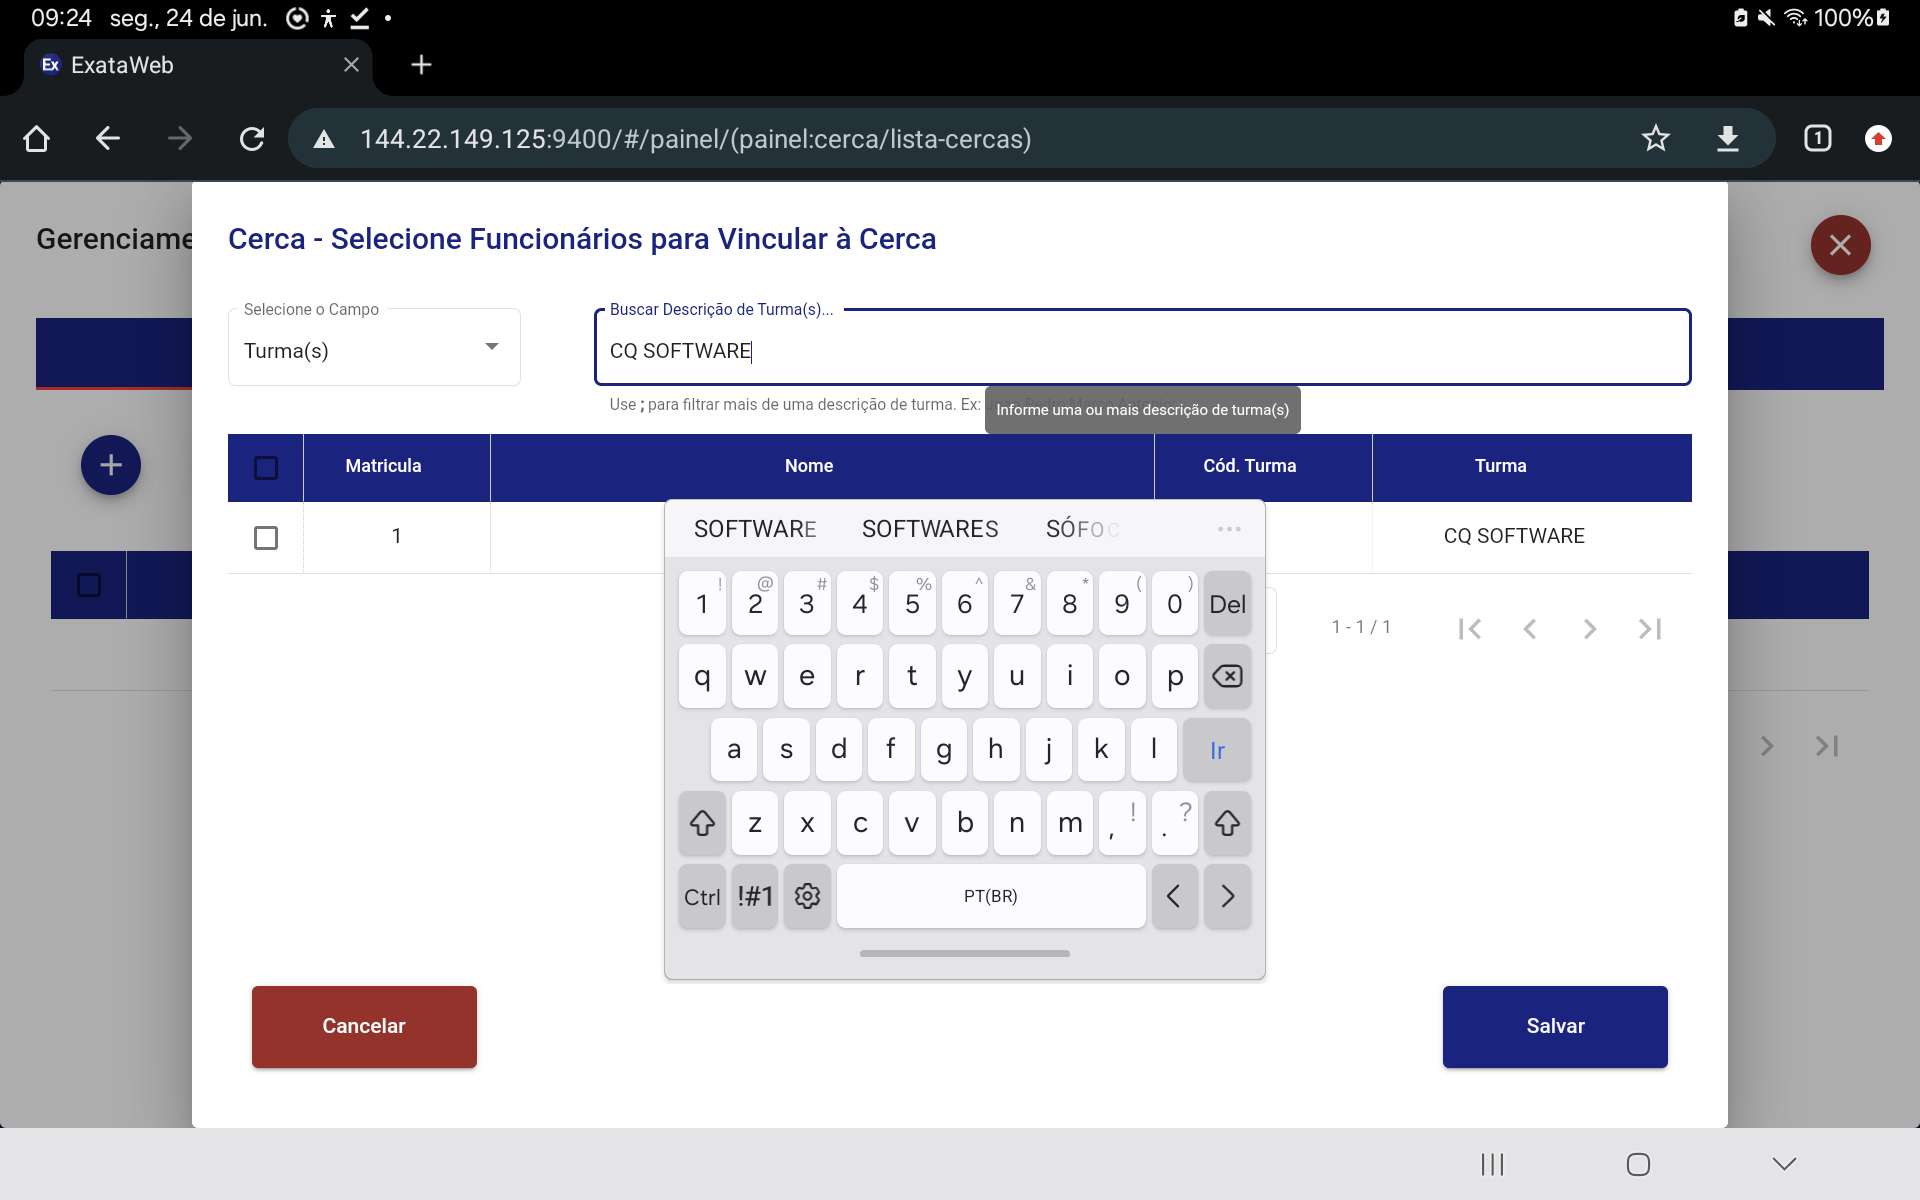 09:24 seg., 24 de jun. 100%
Ex ExataWeb
144.22.149.125:9400/#/painel/(painel:cerca/lista-cercas) 1
Gerenciame
Cerca - Selecione Funcionários para Vincular à Cerca
Selecione o Campo
Turma(s)
Buscar Descrição de Turma(s)...
CQ SOFTWARE
Use ; para filtrar mais de uma descrição de turma. Ex:
Informe uma ou mais descrição de turma(s)
Matricula Nome Cód. Turma Turma
1 CQ SOFTWARE
SOFTWARE SOFTWARES SÓFOC ...
! @ # $ % ^ & * ( )
1 2 3 4 5 6 7 8 9 0 Del
1 - 1 / 1
q w e r t y u i o p
a s d f g h j k l Ir
z x c v b n m , ! . ?
Ctrl !#1 PT(BR) < >
Cancelar Salvar